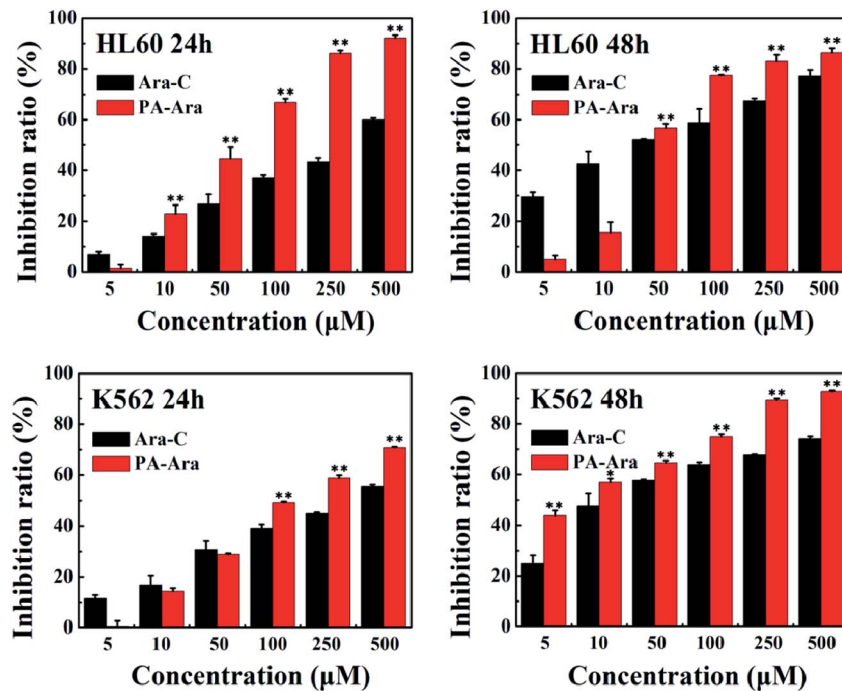 HL60 24h
Ara-C
PA-Ara
Inhibition ratio (%)
100
80
60
40
20
0
** ** ** ** **
5 10 50 100 250 500
Concentration (μM)
HL60 48h
Ara-C
PA-Ara
Inhibition ratio (%)
100
80
60
40
20
0
** ** ** **
5 10 50 100 250 500
Concentration (μM)
K562 24h
Ara-C
PA-Ara
Inhibition ratio (%)
100
80
60
40
20
0
** ** **
5 10 50 100 250 500
Concentration (μM)
K562 48h
Ara-C
PA-Ara
Inhibition ratio (%)
100
80
60
40
20
0
** * ** ** ** **
5 10 50 100 250 500
Concentration (μM)